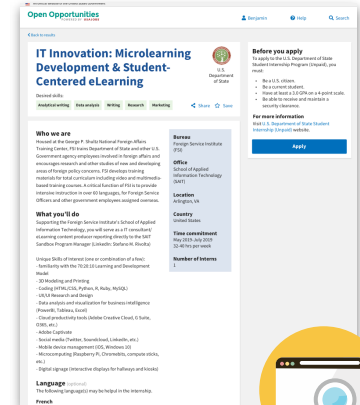 Open Opportunities
Benjamin
Help
Search
Back to results
IT Innovation: Microlearning
Development & Student-
Centered eLearning
U.S.
Department
of State
Desired skills:
Analytical writing
Data analysis
Writing
Research
Marketing
Share
Save
Before you apply
To apply to the U.S. Department of State
Student Internship Program (Unpaid), you
must:
• Be a U.S. citizen.
• Be a current student.
• Have at least a 3.0 GPA on a 4-point scale.
• Be able to receive and maintain a
security clearance.
For more information
Visit U.S. Department of State Student
Internship (Unpaid) website.
Apply
Who we are
Housed at the George P. Shultz National Foreign Affairs
Training Center, FSI trains Department of State and other U.S.
Government agency employees involved in foreign affairs and
encourages research and other studies of new and developing
areas of foreign policy concerns. FSI develops training
materials for total curriculum including video and multimedia-
based training courses. A critical function of FSI is to provide
intensive instruction in over 60 languages, for Foreign Service
Officers and other government employees assigned overseas.
What you'll do
Supporting the Foreign Service Institute's School of Applied
Information Technology, you will serve as a IT consultant/
eLearning content producer reporting directly to the SAIT
Sandbox Program Manager (LinkedIn: Stefano M. Rivolta)
Unique Skills of Interest (one or combination of a few):
- familiarity with the 70:20:10 Learning and Development
Model
- 3D Modeling and Printing
- Coding (HTML/CSS, Python, R, Ruby, MySQL)
- UI/UX Research and Design
- Data analysis and visualization for business intelligence
(PowerBI, Tableau, Excel)
- Cloud productivity tools (Adobe Creative Cloud, G Suite,
O365, etc.)
- Adobe Captivate
- Social media (Twitter, Soundcloud, LinkedIn, etc.)
- Mobile device management (iOS, Windows 10)
- Microcomputing (Raspberry Pi, Chromebits, compute sticks,
etc.)
- Digital signage (interactive displays for hallways and kiosks)
Language (optional)
The following language(s) may be helpful in the internship.
French
Bureau
Foreign Service Institute
(FSI)
Office
School of Applied
Information Technology
(SAIT)
Location
Arlington, VA
Country
United States
Time commitment
May 2019-July 2019
32-40 hrs per week
Number of Interns
1